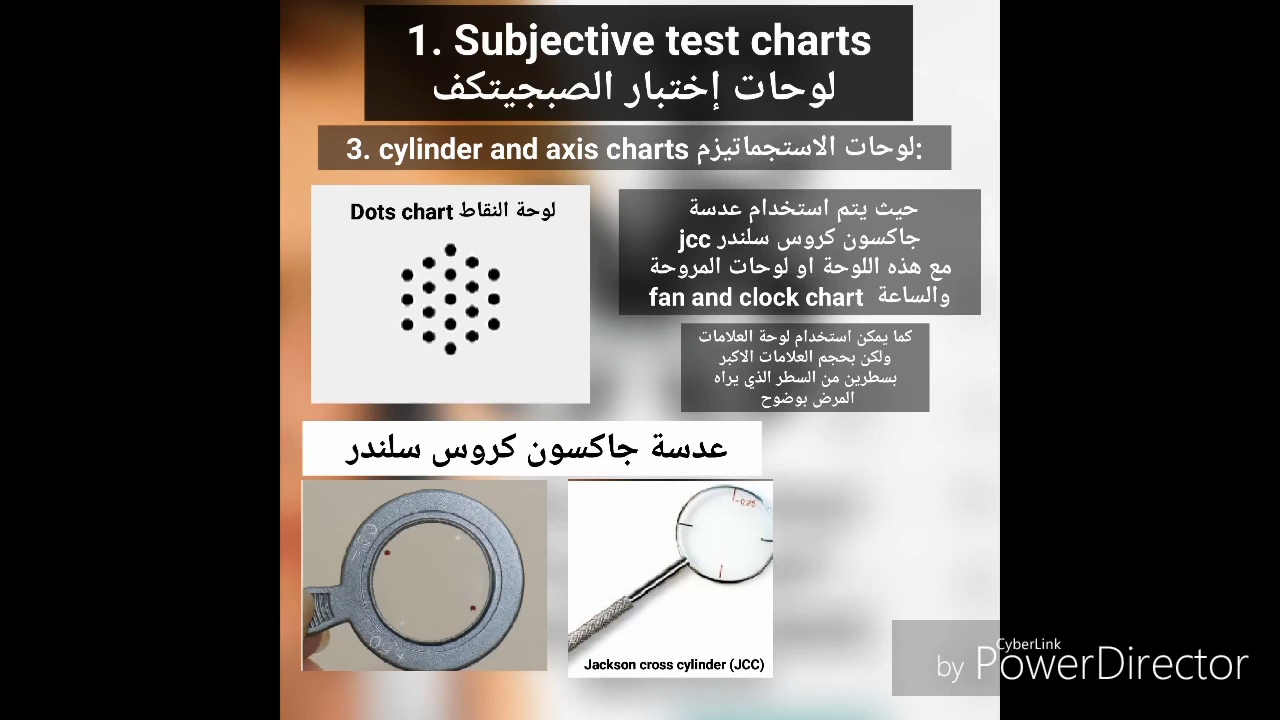 1. Subjective test charts
لوحات إختبار الصبجيتكف
3. cylinder and axis charts لوحات الاستجماتيزم:
Dots chart لوحة النقاط
حيث يتم استخدام عدسة
جاكسون كروس سلندر jcc
مع هذه اللوحة او لوحات المروحة
والساعة fan and clock chart
كما يمكن استخدام لوحة العلامات
ولكن بحجم العلامات الاكبر
بسطرين من السطر الذي يراه
المرض بوضوح
عدسة جاكسون كروس سلندر
-0.25
Jackson cross cylinder (JCC)
CyberLink
by PowerDirector